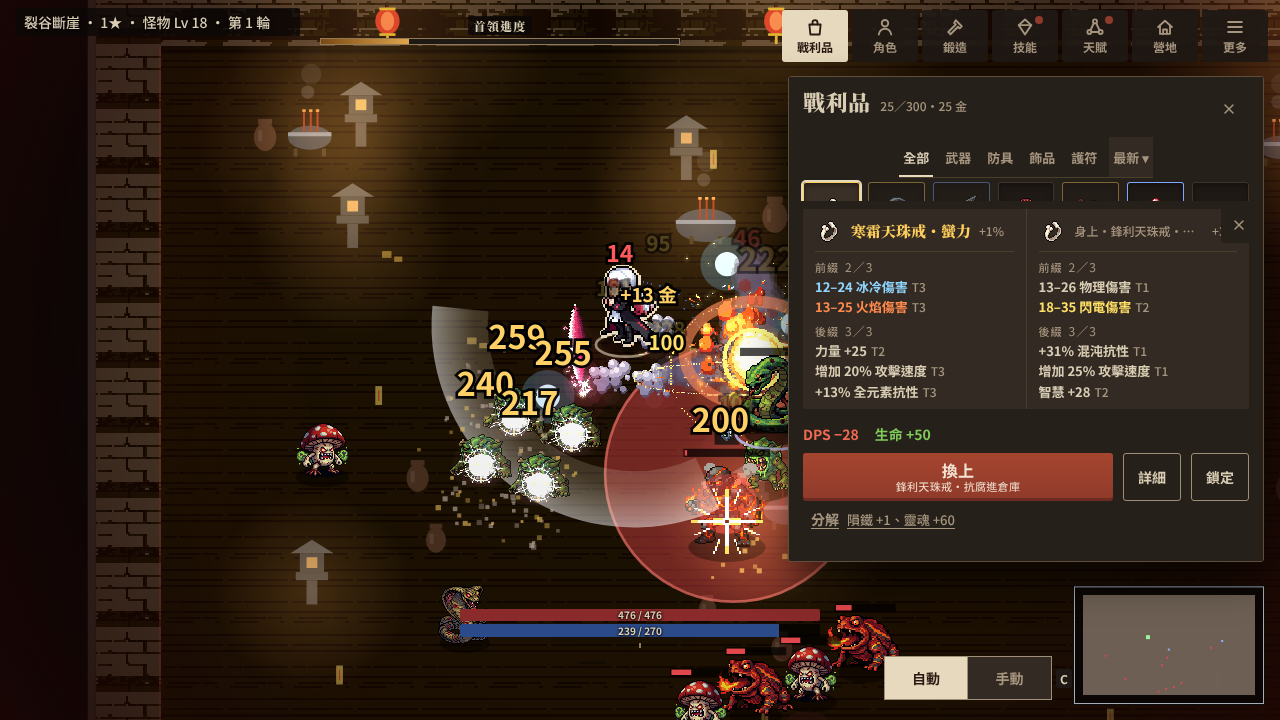 裂谷斷崖 · 1★ · 怪物 Lv 18 · 第 1 輪
首領進度
戰利品
角色
鍛造
技能
天賦
營地
更多
戰利品 25／300 · 25 金
全部 武器 防具 飾品 護符 最新 ▾
寒霜天珠戒 · 蠻力 +1%
前綴 2／3
12–24 冰冷傷害 T3
13–25 火焰傷害 T3
後綴 3／3
力量 +25 T2
增加 20% 攻擊速度 T3
+13% 全元素抗性 T3
身上 · 鋒利天珠戒 · ⋯
前綴 2／3
13–26 物理傷害 T1
18–35 閃電傷害 T2
後綴 3／3
+31% 混沌抗性 T1
增加 25% 攻擊速度 T1
智慧 +28 T2
DPS −28 生命 +50
換上
鋒利天珠戒 · 抗腐進倉庫
詳細
鎖定
分解 隕鐵 +1、靈魂 +60
95
46
222
14
+13 金
100
259
255
240
217
200
476 / 476
239 / 270
自動
手動
C